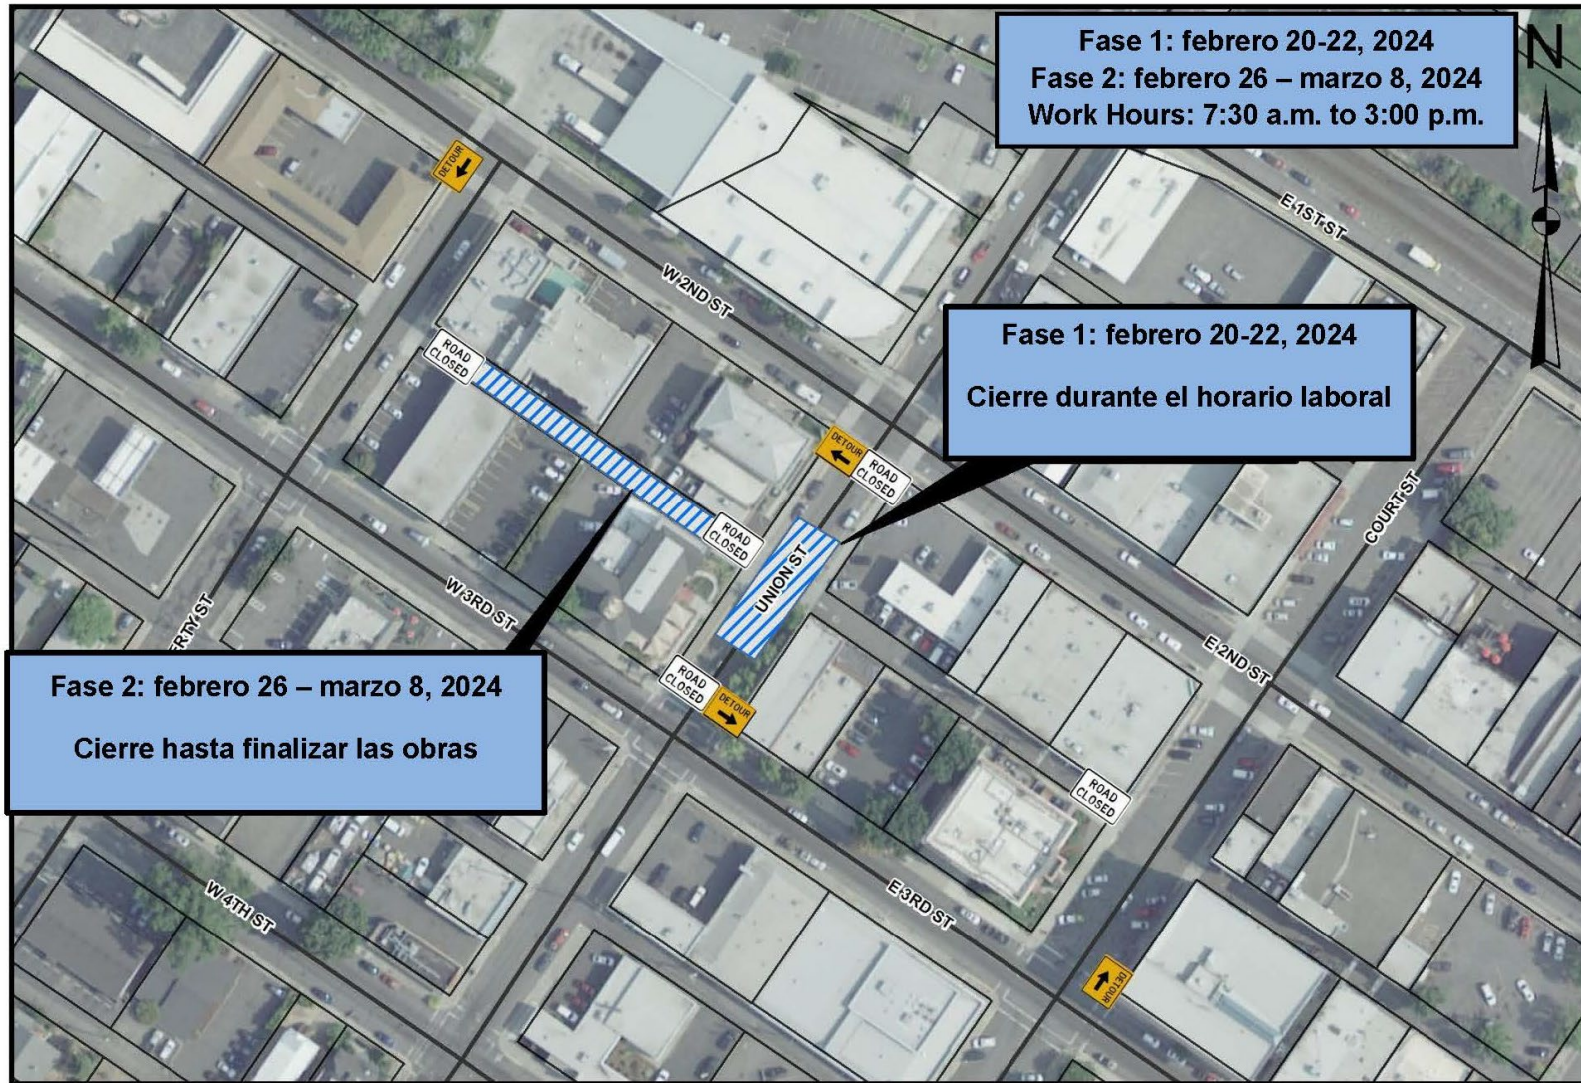 Fase 1: febrero 20-22, 2024
Fase 2: febrero 26 – marzo 8, 2024
Work Hours: 7:30 a.m. to 3:00 p.m.
N
DETOUR
E 1ST ST
W 2ND ST
Fase 1: febrero 20-22, 2024
Cierre durante el horario laboral
ROAD
CLOSED
DETOUR
ROAD
CLOSED
COURT ST
ROAD
CLOSED
UNION ST
W 3RD ST
E 2ND ST
ERTY ST
Fase 2: febrero 26 – marzo 8, 2024
Cierre hasta finalizar las obras
ROAD
CLOSED
DETOUR
ROAD
CLOSED
W 4TH ST
E 3RD ST
DETOUR